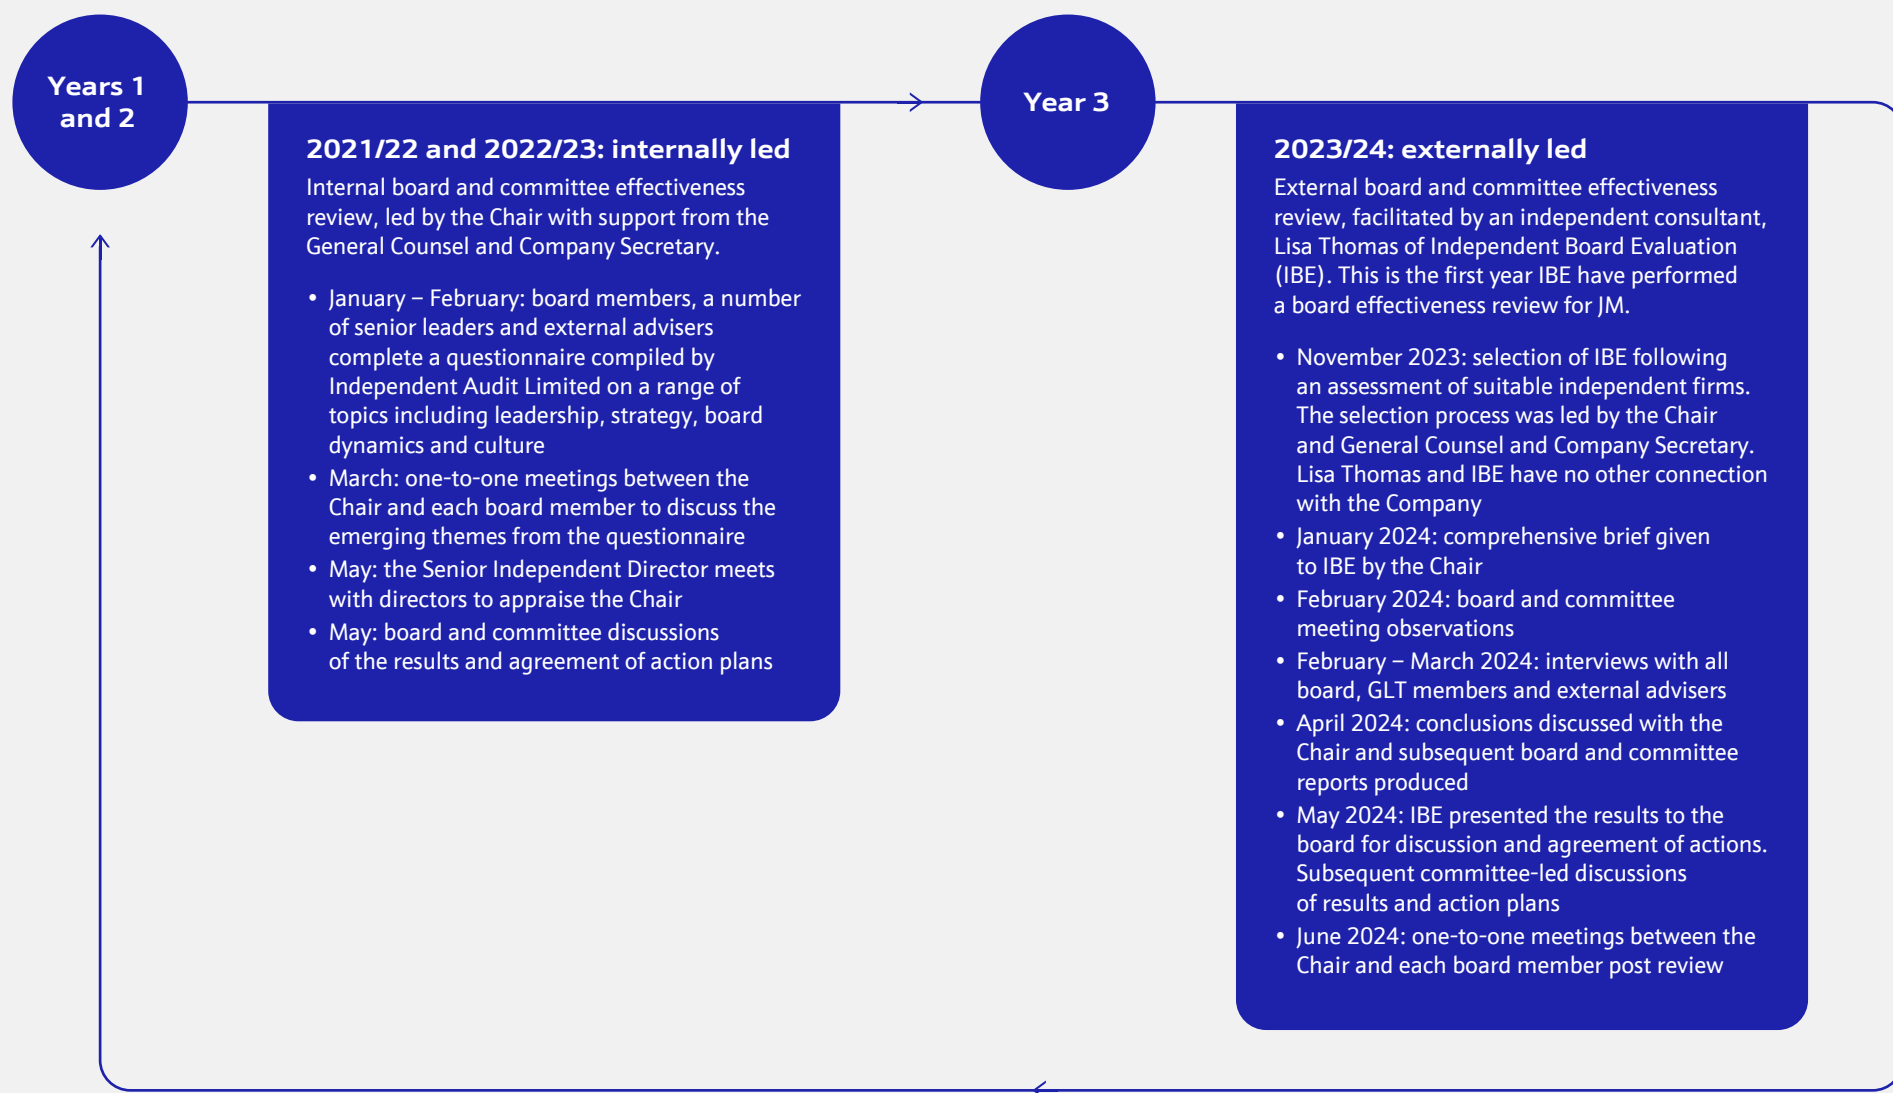 Years 1
and 2
2021/22 and 2022/23: internally led
Internal board and committee effectiveness
review, led by the Chair with support from the
General Counsel and Company Secretary.
• January – February: board members, a number
of senior leaders and external advisers
complete a questionnaire compiled by
Independent Audit Limited on a range of
topics including leadership, strategy, board
dynamics and culture
• March: one-to-one meetings between the
Chair and each board member to discuss the
emerging themes from the questionnaire
• May: the Senior Independent Director meets
with directors to appraise the Chair
• May: board and committee discussions
of the results and agreement of action plans
Year 3
2023/24: externally led
External board and committee effectiveness
review, facilitated by an independent consultant,
Lisa Thomas of Independent Board Evaluation
(IBE). This is the first year IBE have performed
a board effectiveness review for JM.
• November 2023: selection of IBE following
an assessment of suitable independent firms.
The selection process was led by the Chair
and General Counsel and Company Secretary.
Lisa Thomas and IBE have no other connection
with the Company
• January 2024: comprehensive brief given
to IBE by the Chair
• February 2024: board and committee
meeting observations
• February – March 2024: interviews with all
board, GLT members and external advisers
• April 2024: conclusions discussed with the
Chair and subsequent board and committee
reports produced
• May 2024: IBE presented the results to the
board for discussion and agreement of actions.
Subsequent committee-led discussions
of results and action plans
• June 2024: one-to-one meetings between the
Chair and each board member post review